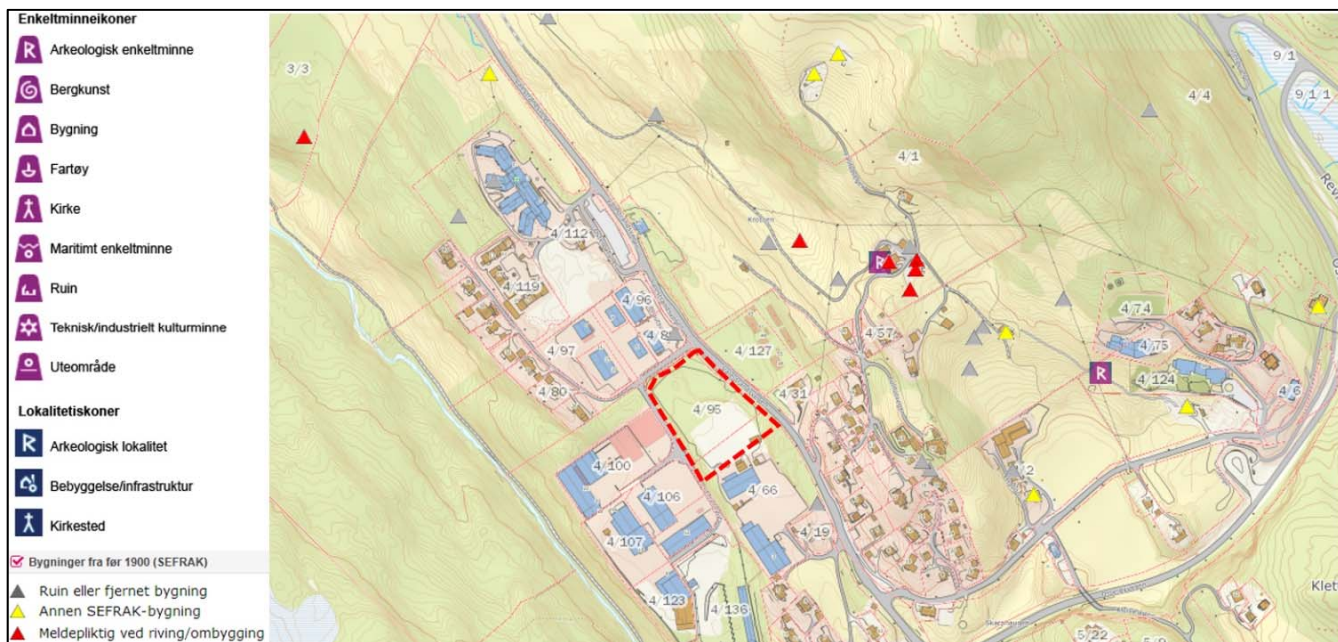 Enkeltminneikoner
Arkeologisk enkeltminne
Bergkunst
Bygning
Fartøy
Kirke
Maritimt enkeltminne
Ruin
Teknisk/industrielt kulturminne
Uteområde
Lokalitetiskoner
Arkeologisk lokalitet
Bebyggelse/infrastruktur
Kirkested
Bygninger fra før 1900 (SEFRAK)
Ruin eller fjernet bygning
Annen SEFRAK-bygning
Meldepliktig ved riving/ombygging
3/3
9/1
9/1/1
4/4
4/1
4/112
4/119
4/96
4/97
4/80
4/127
4/57
4/74
4/75
4/124
4/6
4/31
4/95
4/100
4/106
4/66
4/107
4/19
4/123
4/136
5/22
Klet